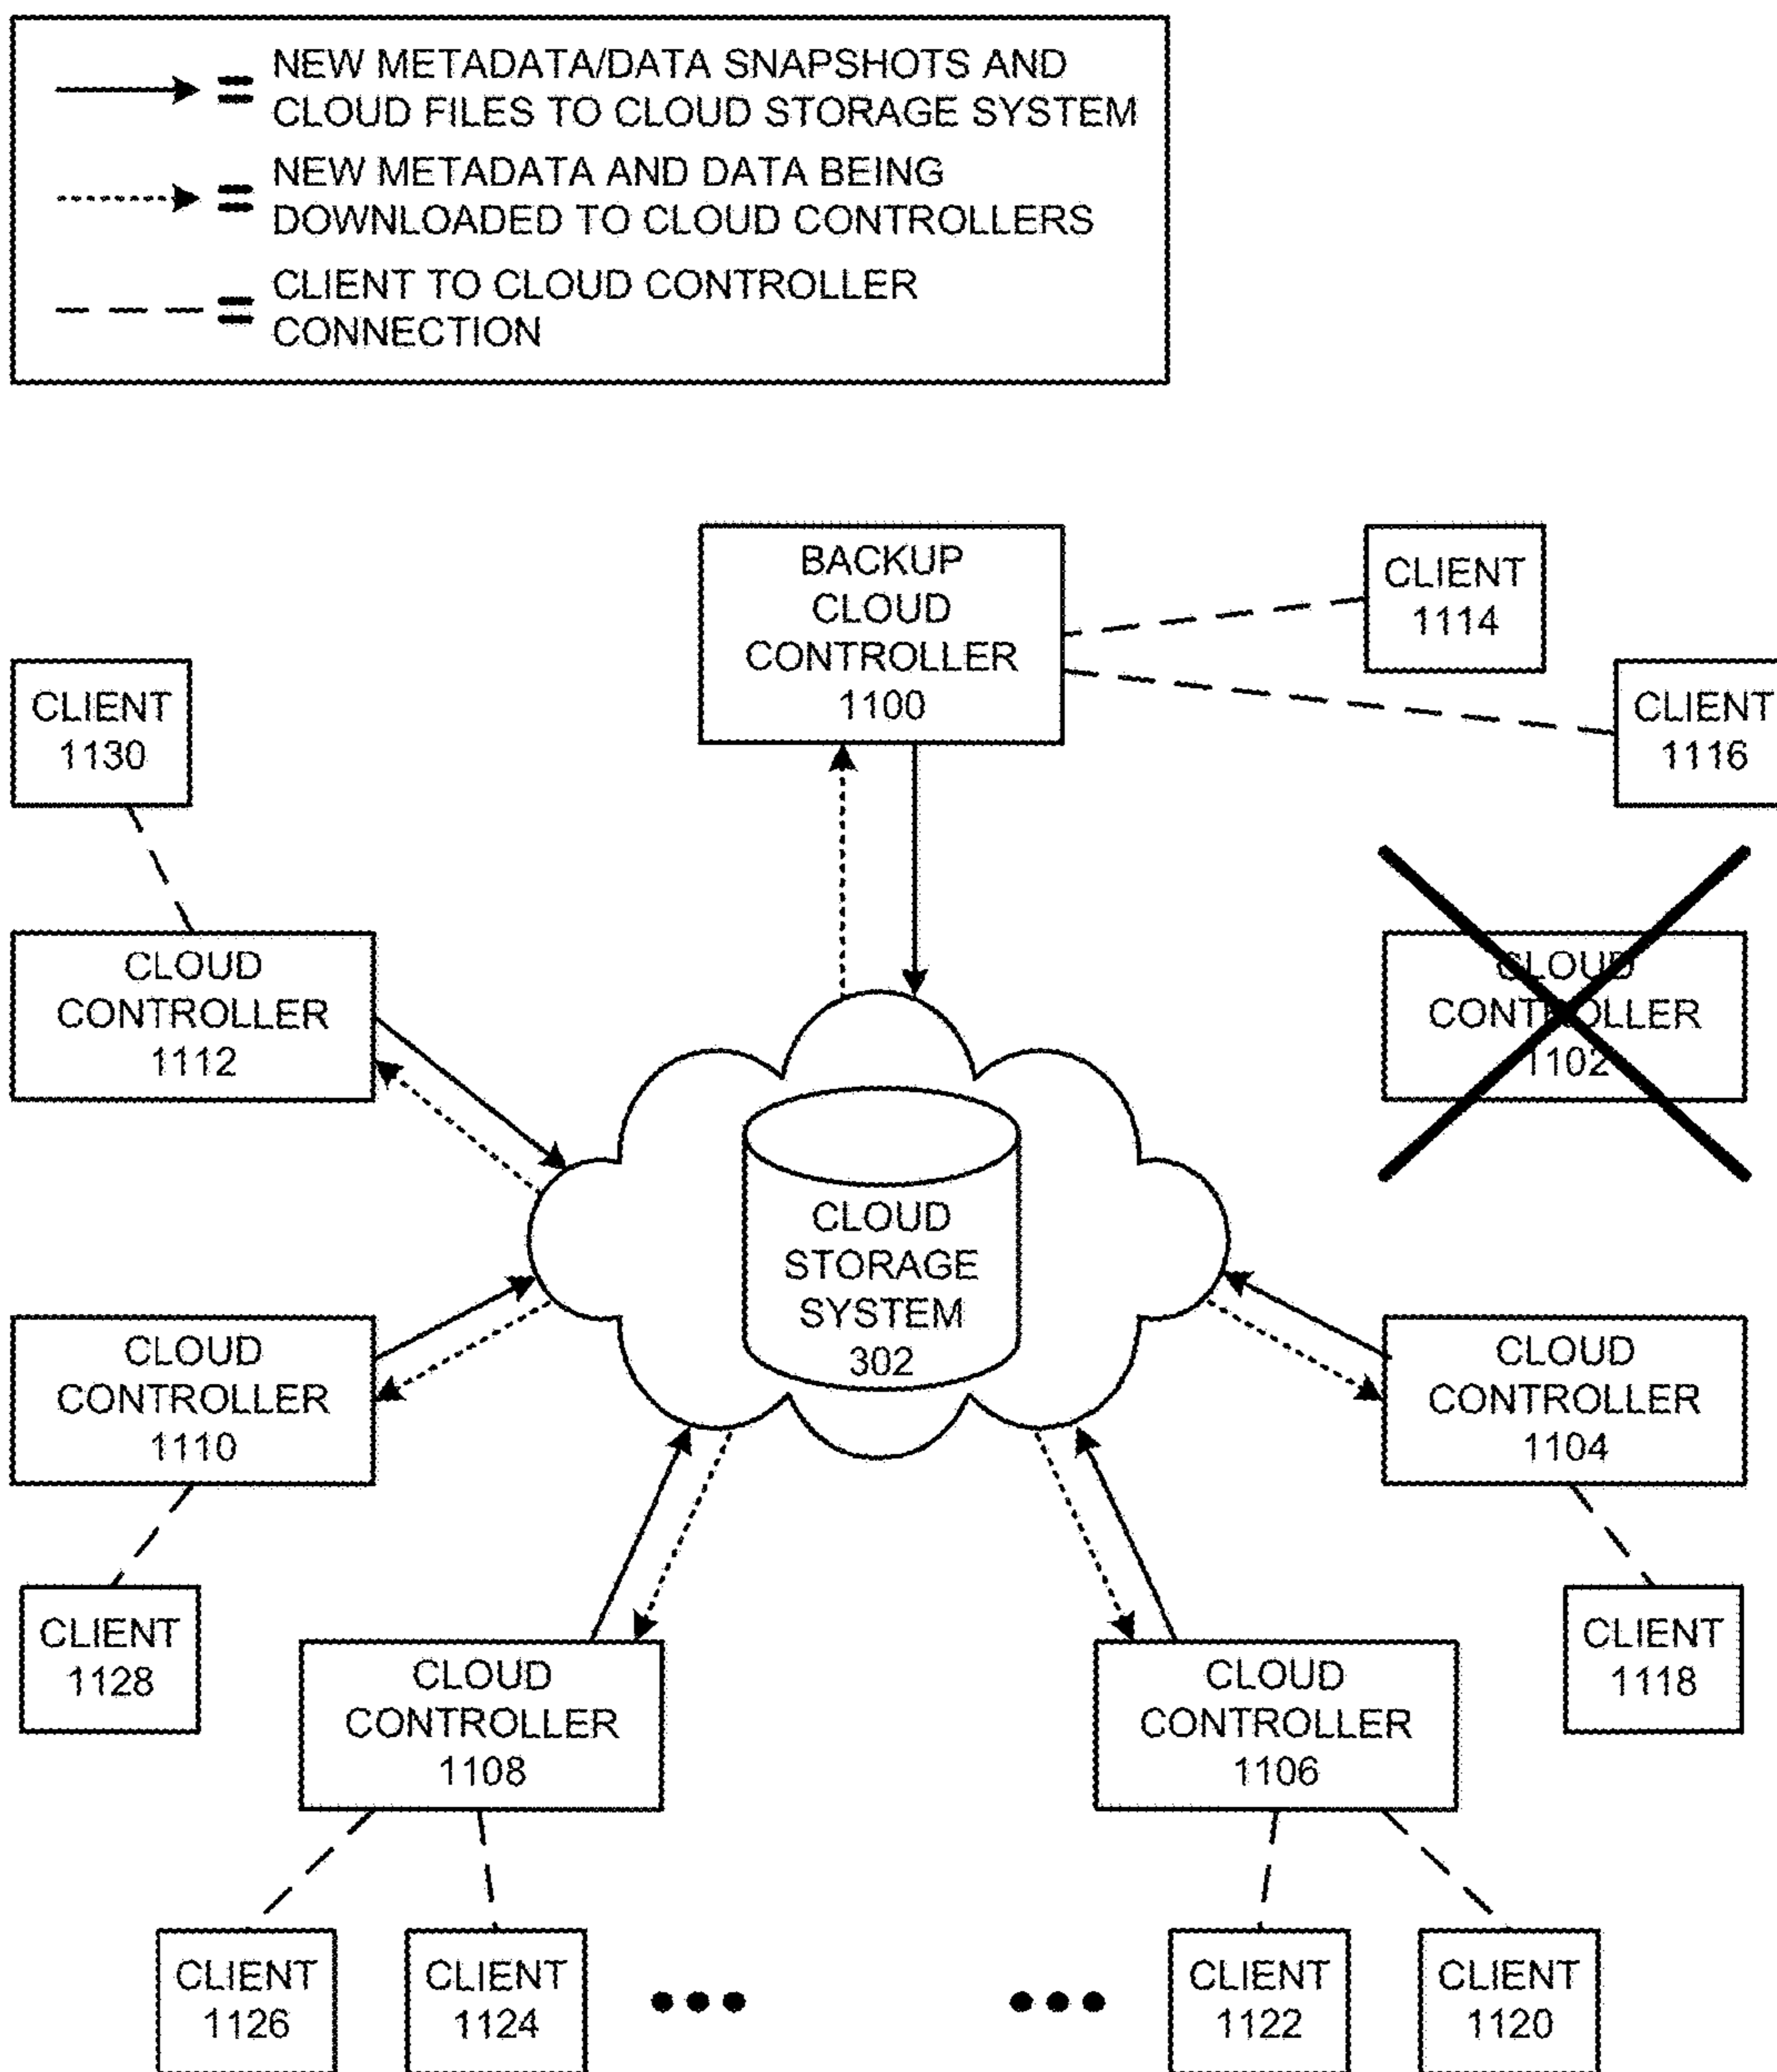 = NEW METADATA/DATA SNAPSHOTS AND
CLOUD FILES TO CLOUD STORAGE SYSTEM
= NEW METADATA AND DATA BEING
DOWNLOADED TO CLOUD CONTROLLERS
= CLIENT TO CLOUD CONTROLLER
CONNECTION
BACKUP
CLOUD
CONTROLLER
1100
CLIENT
1114
CLIENT
1116
CLIENT
1130
CLOUD
CONTROLLER
1112
CLOUD
CONTROLLER
1102
CLOUD
STORAGE
SYSTEM
302
CLOUD
CONTROLLER
1110
CLOUD
CONTROLLER
1104
CLIENT
1128
CLOUD
CONTROLLER
1108
CLOUD
CONTROLLER
1106
CLIENT
1118
CLIENT
1126
CLIENT
1124
CLIENT
1122
CLIENT
1120